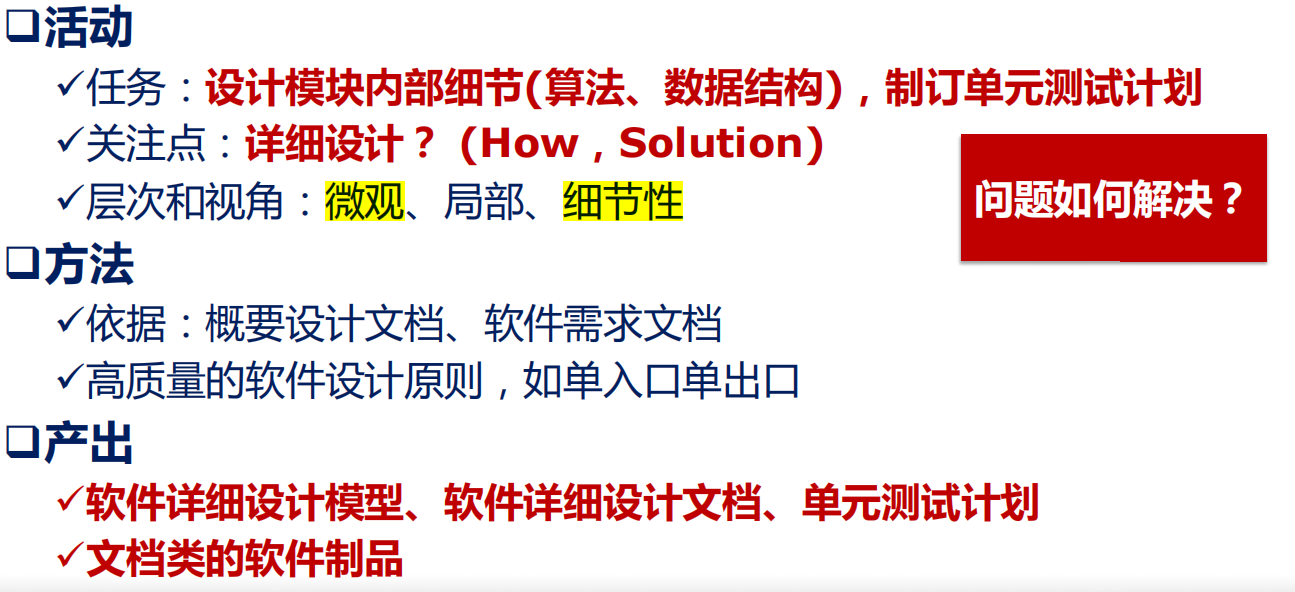 ❑活动
✓任务：设计模块内部细节(算法、数据结构)，制订单元测试计划
✓关注点：详细设计？（How，Solution）
✓层次和视角：微观、局部、细节性
问题如何解决？
❑方法
✓依据：概要设计文档、软件需求文档
✓高质量的软件设计原则，如单入口单出口
❑产出
✓软件详细设计模型、软件详细设计文档、单元测试计划
✓文档类的软件制品